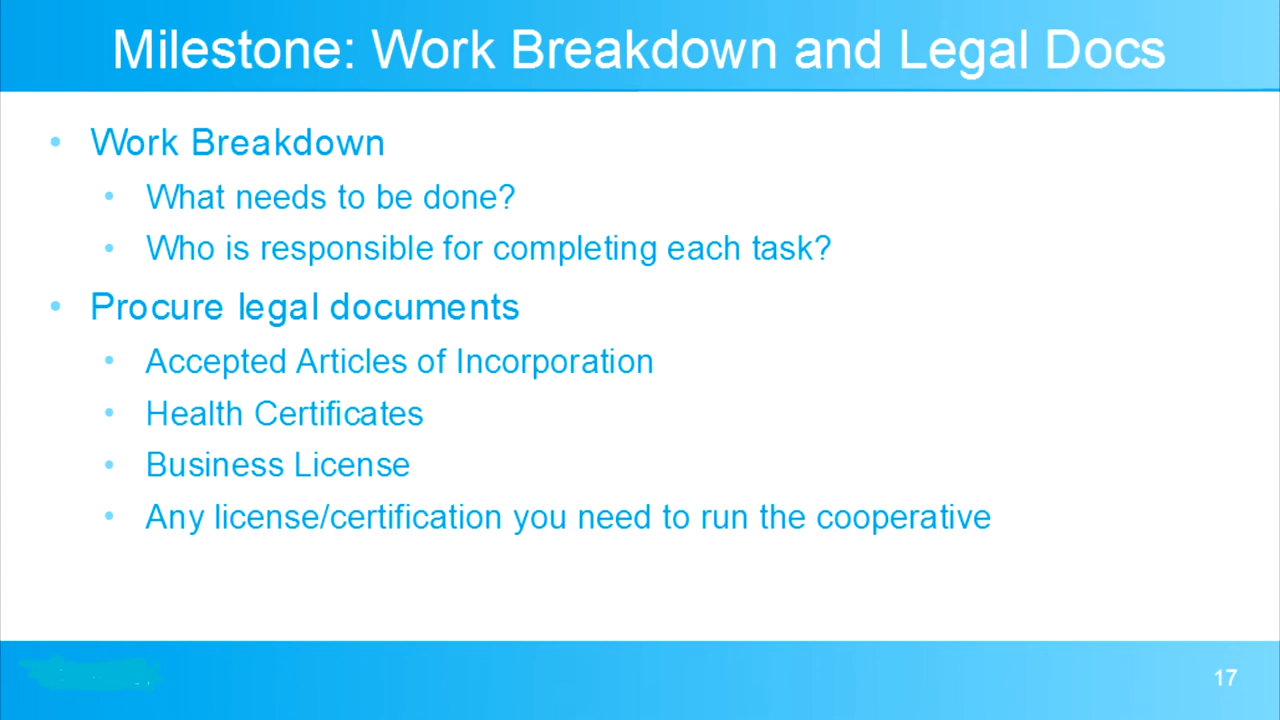 Milestone: Work Breakdown and Legal Docs
• Work Breakdown
• What needs to be done?
• Who is responsible for completing each task?
• Procure legal documents
• Accepted Articles of Incorporation
• Health Certificates
• Business License
• Any license/certification you need to run the cooperative
17